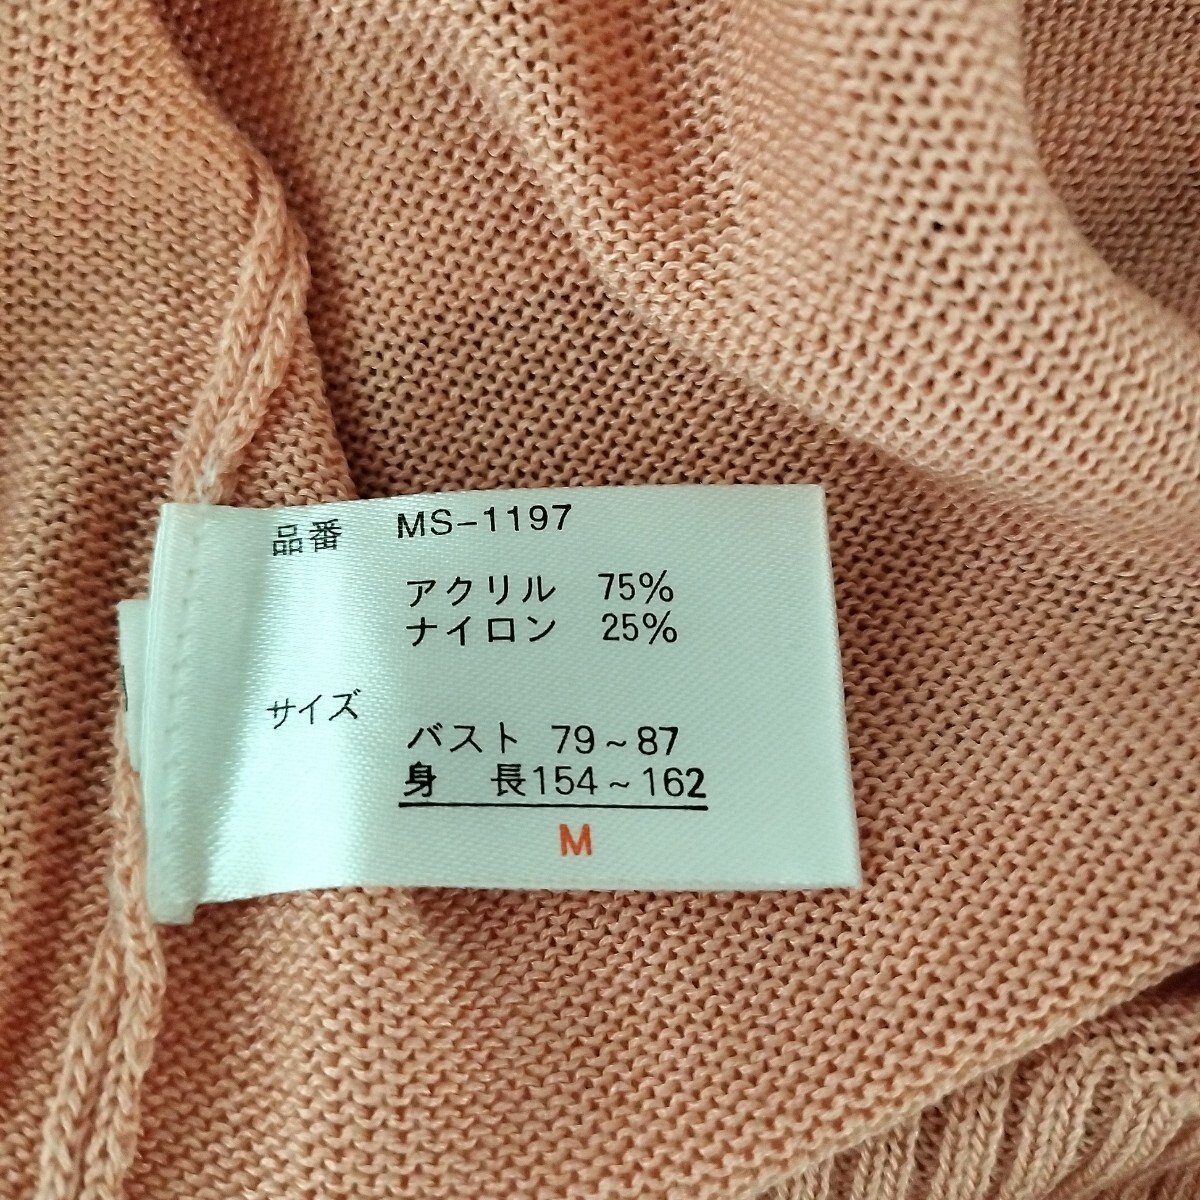 品番 MS-1197
アクリル 75%
ナイロン 25%
サイズ
バスト 79~87
身 長154~162
M